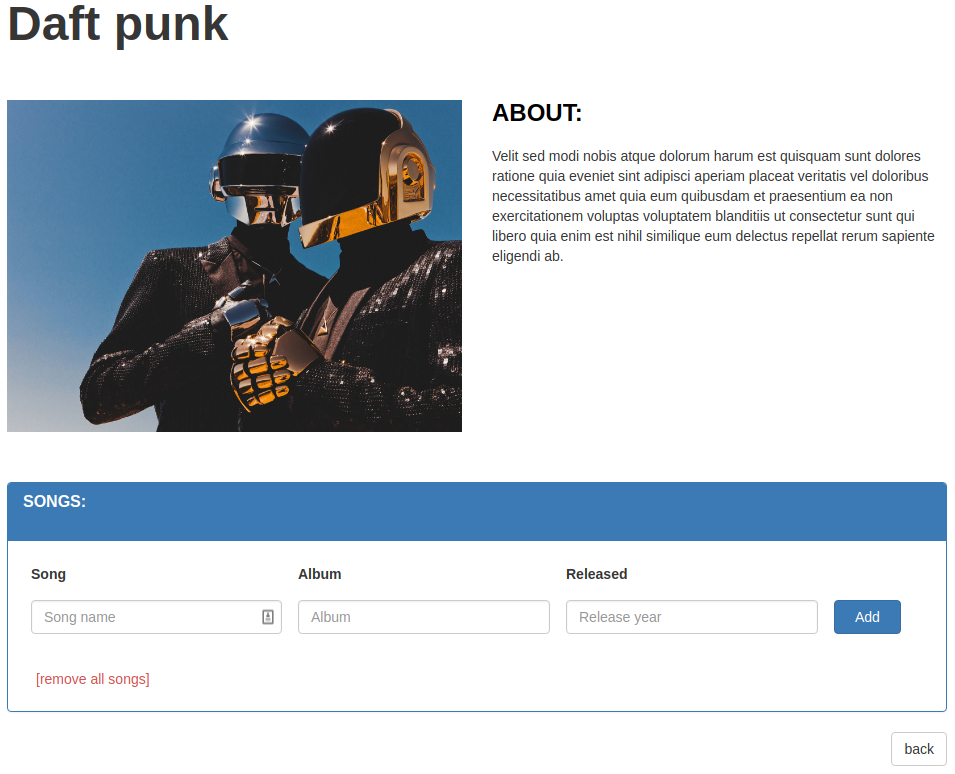 Daft punk
ABOUT:
Velit sed modi nobis atque dolorum harum est quisquam sunt dolores
ratione quia eveniet sint adipisci aperiam placeat veritatis vel doloribus
necessitatibus amet quia eum quibusdam et praesentium ea non
exercitationem voluptas voluptatem blanditiis ut consectetur sunt qui
libero quia enim est nihil similique eum delectus repellat rerum sapiente
eligendi ab.
SONGS:
Song Album Released
Song name Album Release year Add
[remove all songs]
back